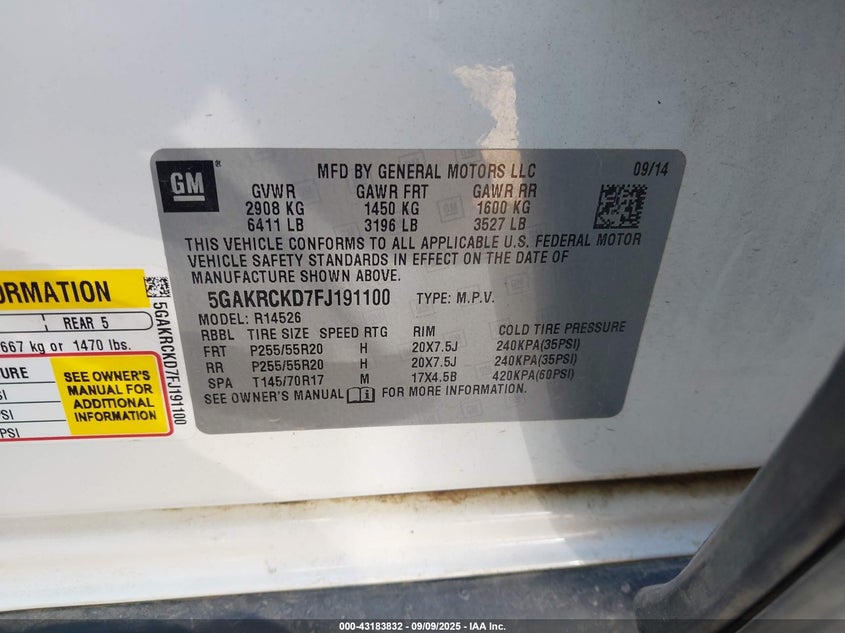 GM
MFD BY GENERAL MOTORS LLC 09/14
GVWR GAWR FRT GAWR RR
2908 KG 1450 KG 1600 KG
6411 LB 3196 LB 3527 LB
THIS VEHICLE CONFORMS TO ALL APPLICABLE U.S. FEDERAL MOTOR
VEHICLE SAFETY STANDARDS IN EFFECT ON THE DATE OF
MANUFACTURE SHOWN ABOVE.
5GAKRCKD7FJ191100 TYPE: M.P.V.
MODEL: R14526
RBBL TIRE SIZE SPEED RTG RIM COLD TIRE PRESSURE
FRT P255/55R20 H 20X7.5J 240KPA(35PSI)
RR P255/55R20 H 20X7.5J 240KPA(35PSI)
SPA T145/70R17 M 17X4.5B 420KPA(60PSI)
SEE OWNER'S MANUAL FOR MORE INFORMATION.
REAR 5
667 kg or 1470 lbs.
SEE OWNER'S
MANUAL FOR
ADDITIONAL
INFORMATION
PSI
PSI
5GAKRCKD7FJ191100
000-43183832 - 09/09/2025 - IAA Inc.